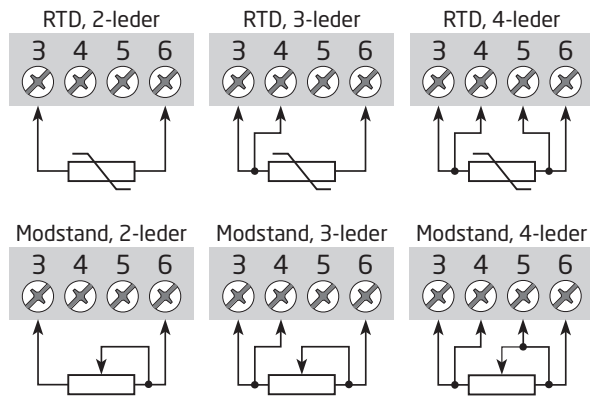 RTD, 2-leder
3 4 5 6
RTD, 3-leder
3 4 5 6
RTD, 4-leder
3 4 5 6
Modstand, 2-leder
3 4 5 6
Modstand, 3-leder
3 4 5 6
Modstand, 4-leder
3 4 5 6